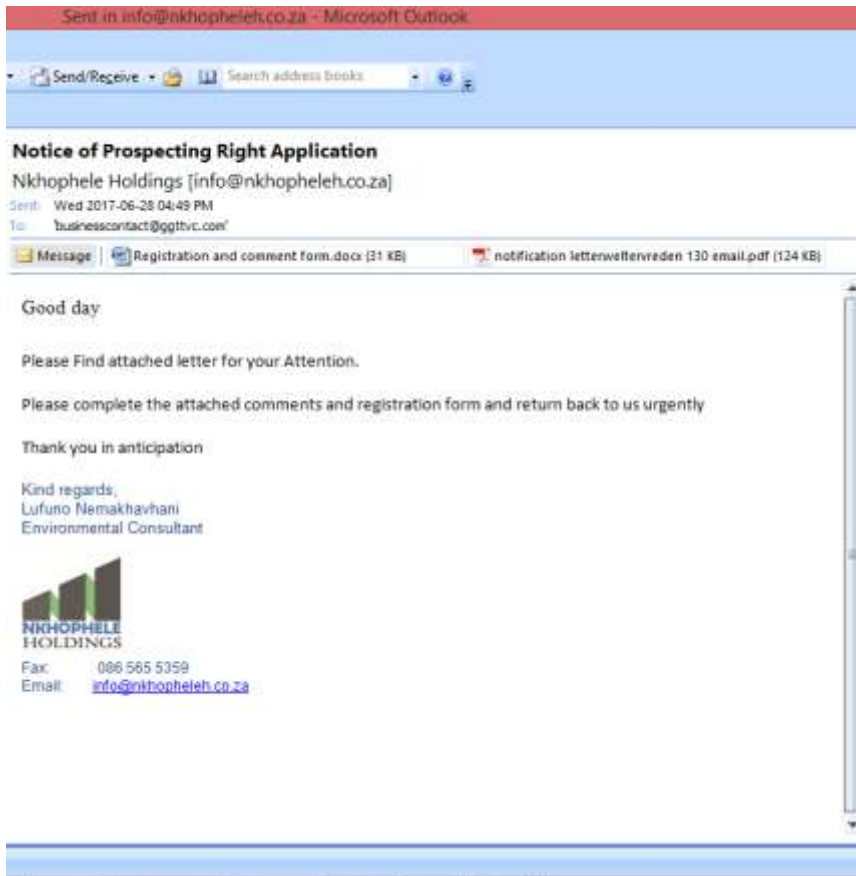 Sent in info@nkhopheleh.co.za - Microsoft Outlook
Send/Receive Search address books
Notice of Prospecting Right Application
Nkhophele Holdings [info@nkhopheleh.co.za]
Sent: Wed 2017-06-28 04:49 PM
To: 'businesscontact@ggttvc.com'
Message Registration and comment form.docx (31 KB) notification letterweltevreden 130 email.pdf (124 KB)
Good day
Please Find attached letter for your Attention.
Please complete the attached comments and registration form and return back to us urgently
Thank you in anticipation
Kind regards,
Lufuno Nemakhavhani
Environmental Consultant
NKHOPHELE
HOLDINGS
Fax: 086 565 5359
Email: info@nkhopheleh.co.za